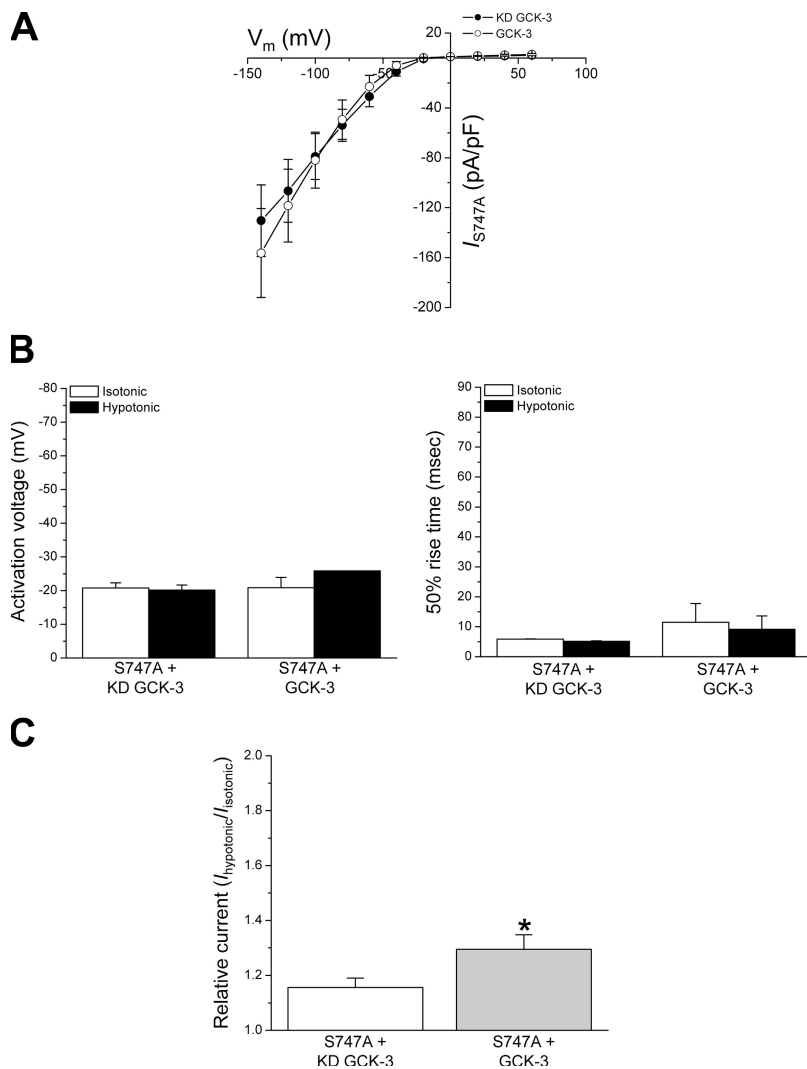 A
KD GCK-3
GCK-3
Vm (mV)
-150 -100 -50 50 100
20
-40
-80
-120
-160
-200
IS747A (pA/pF)
B
Isotonic
Hypotonic
Activation voltage (mV)
-80
-70
-60
-50
-40
-30
-20
-10
0
S747A +
KD GCK-3
S747A +
GCK-3
Isotonic
Hypotonic
50% rise time (msec)
90
80
70
60
50
40
30
20
10
0
S747A +
KD GCK-3
S747A +
GCK-3
C
Relative current (Ihypotonic/Iisotonic)
2.0
1.8
1.6
1.4
1.2
1.0
*
S747A +
KD GCK-3
S747A +
GCK-3